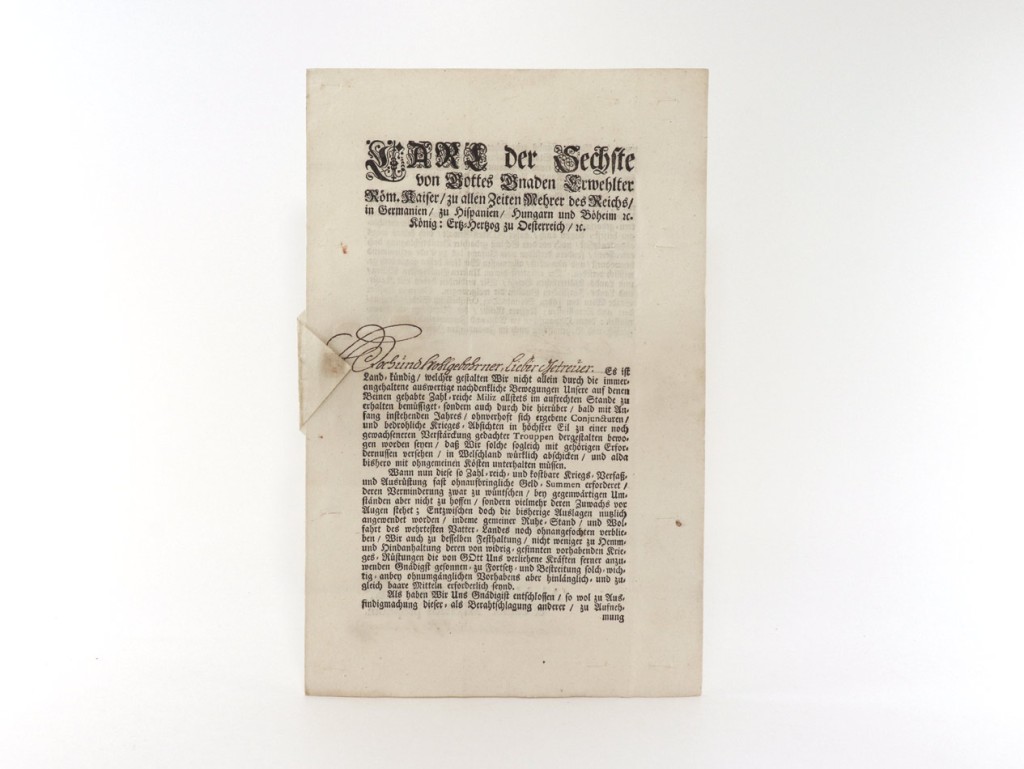 CARL der Sechste
von Gottes Gnaden Erwehlter
Röm. Kaiser / zu allen Zeiten Mehrer des Reichs /
in Germanien / zu Hispanien / Hungarn und Böheim ꝛc.
König: Ertz-Hertzog zu Oesterreich / ꝛc.
Lieber Getreüer. Es ist
Land-kündig / welcher gestalten Wir nicht allein durch die immer-
angehaltene auswertige nachdenkliche Bewegungen Unsere auf denen
Beinen gehabte Zahl-reiche Miliz allstets im aufrechten Stande zu
erhalten bemüssiget, sondern auch durch die hierüber / bald mit An-
fang instehenden Jahres / ohnverhoft sich ergebene Conjuncturen /
und bedrohliche Krieges-Absichten in höchster Eil zu einer noch
gewachseneren Verstärckung gedachter Trouppen dergestalten bewo-
gen worden seyen / daß Wir solche sogleich mit gehörigen Erfor-
dernussen versehen / in Welschland würklich abschicken / und alda
bishero mit ohngemeinen Kösten unterhalten müssen.
Wann nun diese so Zahl-reich-und kostbare Kriegs-Verfaß-
und Ausrüstung fast ohnaufbringliche Geld-Summen erforderet /
deren Verminderung zwar zu wüntschen / bey gegenwärtigen Um-
ständen aber nicht zu hoffen / sondern vielmehr deren Zuwachs vor
Augen stehet; Entzwischen doch die bisherige Auslagen nutzlich
angewendet worden / indeme gemeiner Ruhe-Stand / und Wol-
fahrt des wehrtesten Vatter-Landes noch ohnangefochten verblie-
ben / Wir auch zu desselben Festhaltung / nicht weniger zu Hemm-
und Hindanhaltung deren von widrig-gesinnten vorhabenden Krie-
ges-Rüstungen die von GOtt Uns verliehene Kräften ferner anzu-
wenden Gnädigst gesonnen, zu Fortsetz-und Bestreitung solch-wich-
tig-anbey ohnumgänglichen Vorhabens aber hinlänglich-und zu-
gleich baare Mitteln erforderlich seynd.
Als haben Wir Uns Gnädigist entschlossen / so wol zu Aus-
findigmachung dieser, als Berahtschlagung anderer / zu Aufneh-
mung